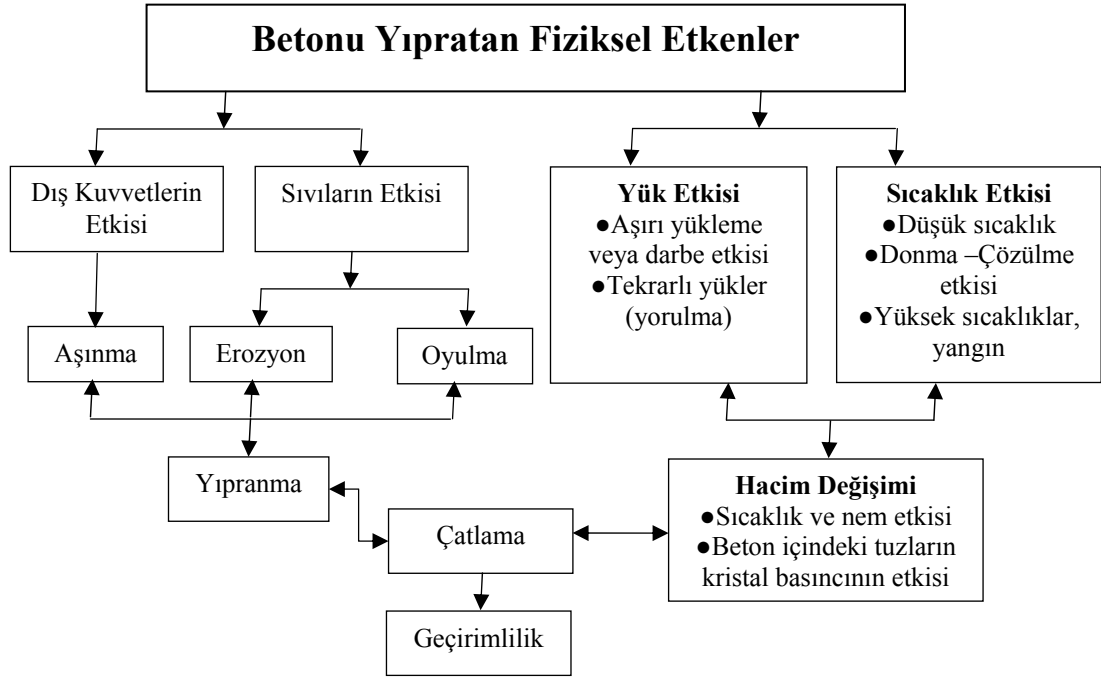 Betonu Yıpratan Fiziksel Etkenler
Dış Kuvvetlerin
Etkisi
Sıvıların Etkisi
Yük Etkisi
●Aşırı yükleme
veya darbe etkisi
●Tekrarlı yükler
(yorulma)
Sıcaklık Etkisi
●Düşük sıcaklık
●Donma –Çözülme
etkisi
●Yüksek sıcaklıklar,
yangın
Aşınma
Erozyon
Oyulma
Yıpranma
Çatlama
Hacim Değişimi
●Sıcaklık ve nem etkisi
●Beton içindeki tuzların
kristal basıncının etkisi
Geçirimlilik